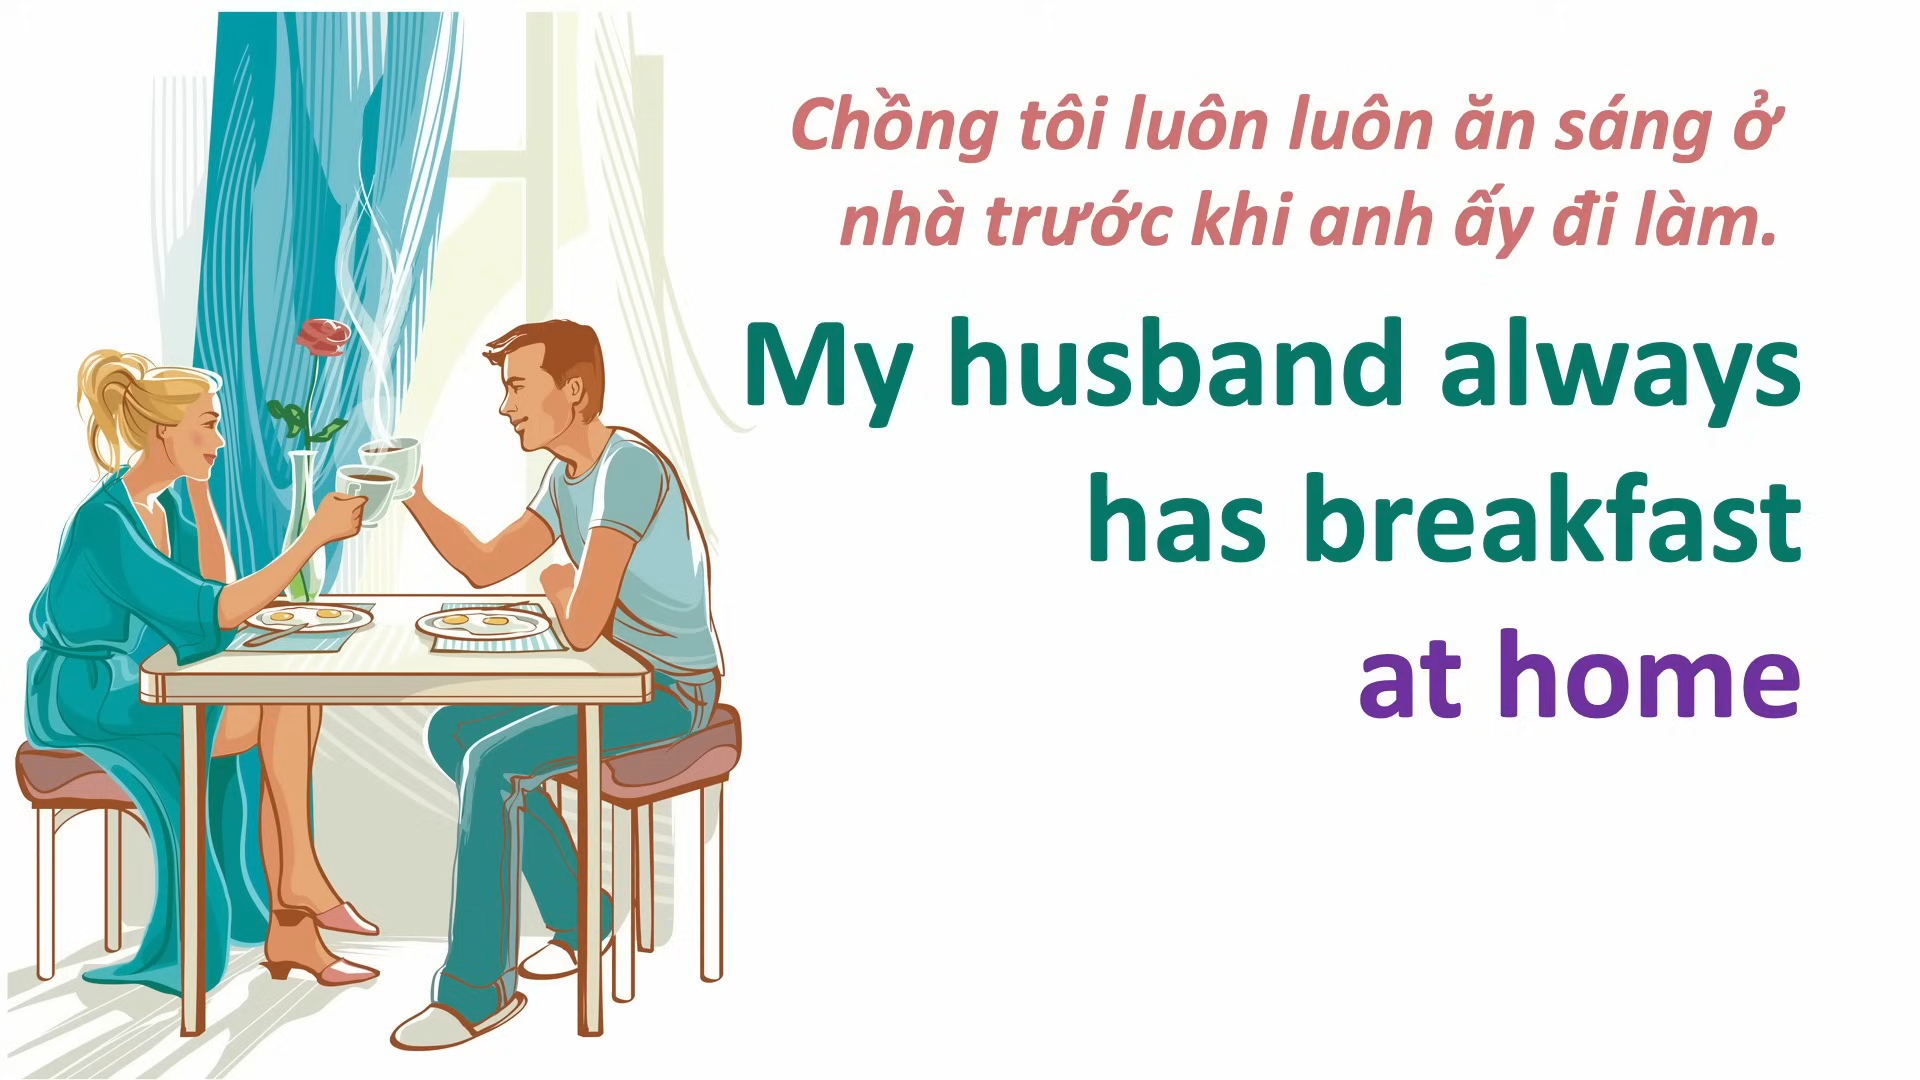 Chồng tôi luôn luôn ăn sáng ở
nhà trước khi anh ấy đi làm.
My husband always
has breakfast
at home